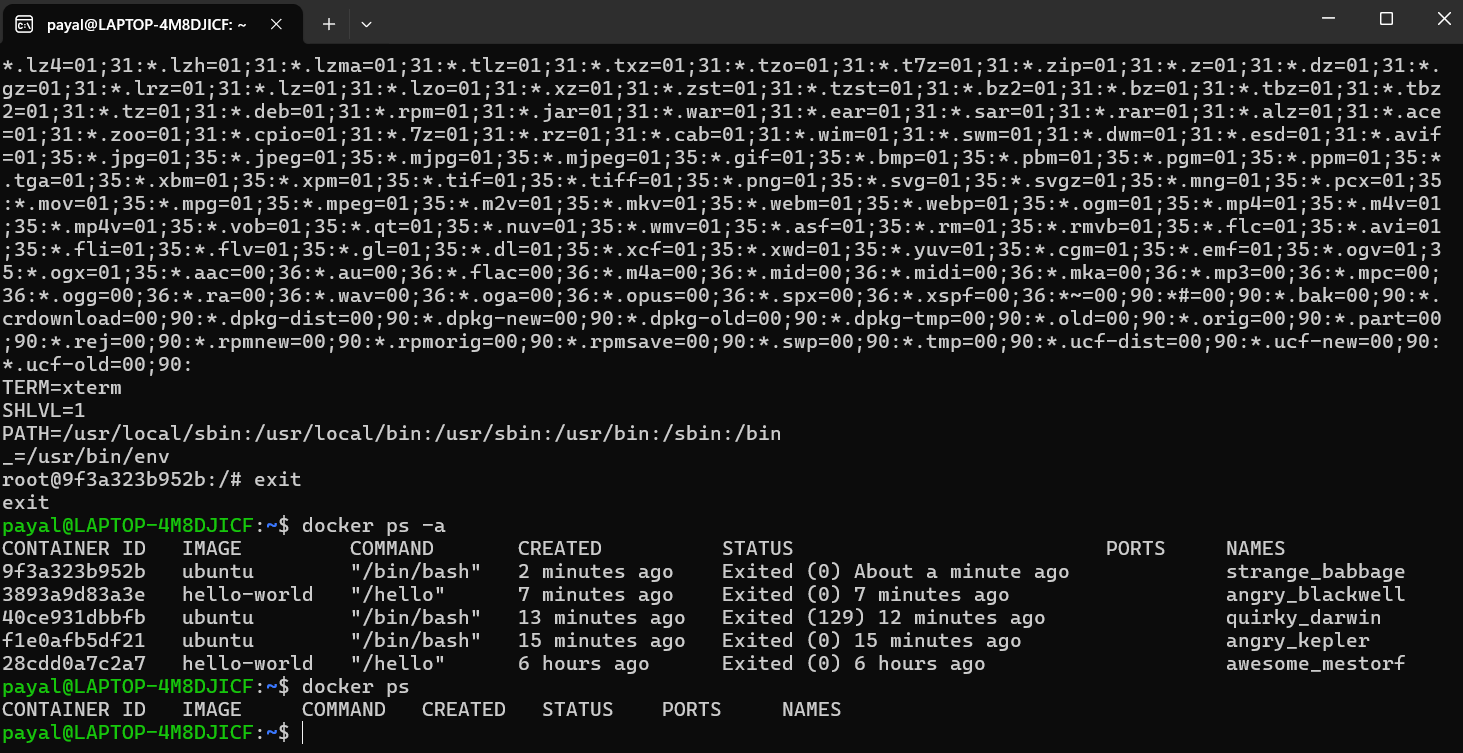 payal@LAPTOP-4M8DJICF: ~
*.lz4=01;31:*.lzh=01;31:*.lzma=01;31:*.tlz=01;31:*.txz=01;31:*.tzo=01;31:*.t7z=01;31:*.zip=01;31:*.z=01;31:*.dz=01;31:*.
gz=01;31:*.lrz=01;31:*.lz=01;31:*.lzo=01;31:*.xz=01;31:*.zst=01;31:*.tzst=01;31:*.bz2=01;31:*.bz=01;31:*.tbz=01;31:*.tbz
2=01;31:*.tz=01;31:*.deb=01;31:*.rpm=01;31:*.jar=01;31:*.war=01;31:*.ear=01;31:*.sar=01;31:*.rar=01;31:*.alz=01;31:*.ace
=01;31:*.zoo=01;31:*.cpio=01;31:*.7z=01;31:*.rz=01;31:*.cab=01;31:*.wim=01;31:*.swm=01;31:*.dwm=01;31:*.esd=01;31:*.avif
=01;35:*.jpg=01;35:*.jpeg=01;35:*.mjpg=01;35:*.mjpeg=01;35:*.gif=01;35:*.bmp=01;35:*.pbm=01;35:*.pgm=01;35:*.ppm=01;35:*
.tga=01;35:*.xbm=01;35:*.xpm=01;35:*.tif=01;35:*.tiff=01;35:*.png=01;35:*.svg=01;35:*.svgz=01;35:*.mng=01;35:*.pcx=01;35
:*.mov=01;35:*.mpg=01;35:*.mpeg=01;35:*.m2v=01;35:*.mkv=01;35:*.webm=01;35:*.webp=01;35:*.ogm=01;35:*.mp4=01;35:*.m4v=01
;35:*.mp4v=01;35:*.vob=01;35:*.qt=01;35:*.nuv=01;35:*.wmv=01;35:*.asf=01;35:*.rm=01;35:*.rmvb=01;35:*.flc=01;35:*.avi=01
;35:*.fli=01;35:*.flv=01;35:*.gl=01;35:*.dl=01;35:*.xcf=01;35:*.xwd=01;35:*.yuv=01;35:*.cgm=01;35:*.emf=01;35:*.ogv=01;3
5:*.ogx=01;35:*.aac=00;36:*.au=00;36:*.flac=00;36:*.m4a=00;36:*.mid=00;36:*.midi=00;36:*.mka=00;36:*.mp3=00;36:*.mpc=00;
36:*.ogg=00;36:*.ra=00;36:*.wav=00;36:*.oga=00;36:*.opus=00;36:*.spx=00;36:*.xspf=00;36:*~=00;90:*#=00;90:*.bak=00;90:*.
crdownload=00;90:*.dpkg-dist=00;90:*.dpkg-new=00;90:*.dpkg-old=00;90:*.dpkg-tmp=00;90:*.old=00;90:*.orig=00;90:*.part=00
;90:*.rej=00;90:*.rpmnew=00;90:*.rpmorig=00;90:*.rpmsave=00;90:*.swp=00;90:*.tmp=00;90:*.ucf-dist=00;90:*.ucf-new=00;90:
*.ucf-old=00;90:
TERM=xterm
SHLVL=1
PATH=/usr/local/sbin:/usr/local/bin:/usr/sbin:/usr/bin:/sbin:/bin
_=/usr/bin/env
root@9f3a323b952b:/# exit
exit
payal@LAPTOP-4M8DJICF:~$ docker ps -a
CONTAINER ID   IMAGE         COMMAND       CREATED          STATUS                          PORTS     NAMES
9f3a323b952b   ubuntu        "/bin/bash"   2 minutes ago    Exited (0) About a minute ago             strange_babbage
3893a9d83a3e   hello-world   "/hello"      7 minutes ago    Exited (0) 7 minutes ago                  angry_blackwell
40ce931dbbfb   ubuntu        "/bin/bash"   13 minutes ago   Exited (129) 12 minutes ago               quirky_darwin
f1e0afb5df21   ubuntu        "/bin/bash"   15 minutes ago   Exited (0) 15 minutes ago                 angry_kepler
28cdd0a7c2a7   hello-world   "/hello"      6 hours ago      Exited (0) 6 hours ago                    awesome_mestorf
payal@LAPTOP-4M8DJICF:~$ docker ps
CONTAINER ID   IMAGE     COMMAND   CREATED   STATUS    PORTS     NAMES
payal@LAPTOP-4M8DJICF:~$